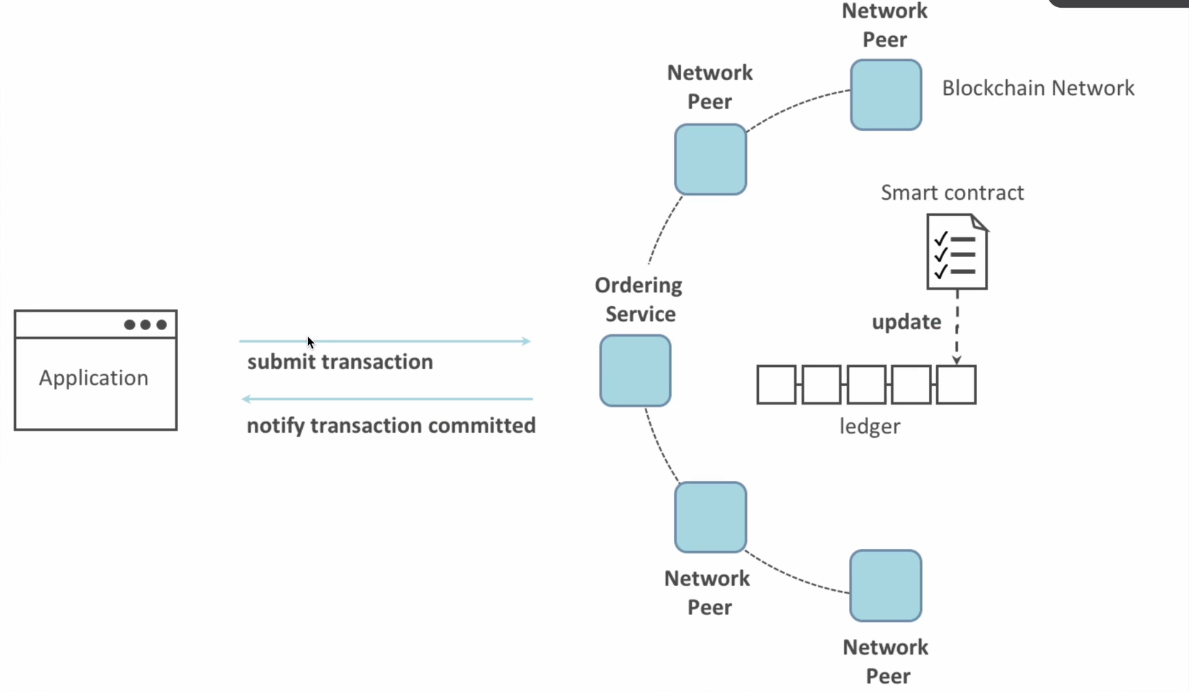 Network
Peer
Network
Peer
Blockchain Network
Smart contract
Ordering
Service
update
Application
submit transaction
notify transaction committed
ledger
Network
Peer
Network
Peer